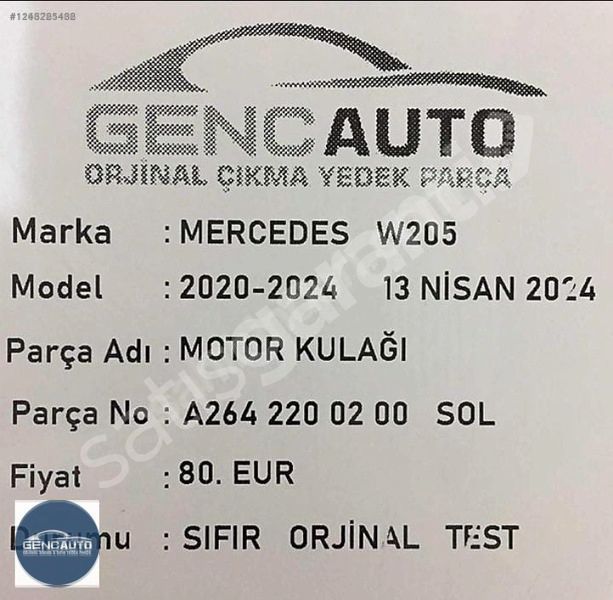 #1248285488
GENCAUTO
ORJİNAL ÇIKMA YEDEK PARÇA
Marka : MERCEDES W205
Model : 2020-2024 13 NİSAN 2024
Parça Adı : MOTOR KULAĞI
Parça No : A264 220 02 00 SOL
Fiyat : 80. EUR
Durumu : SIFIR ORJİNAL TEST
GENCAUTO